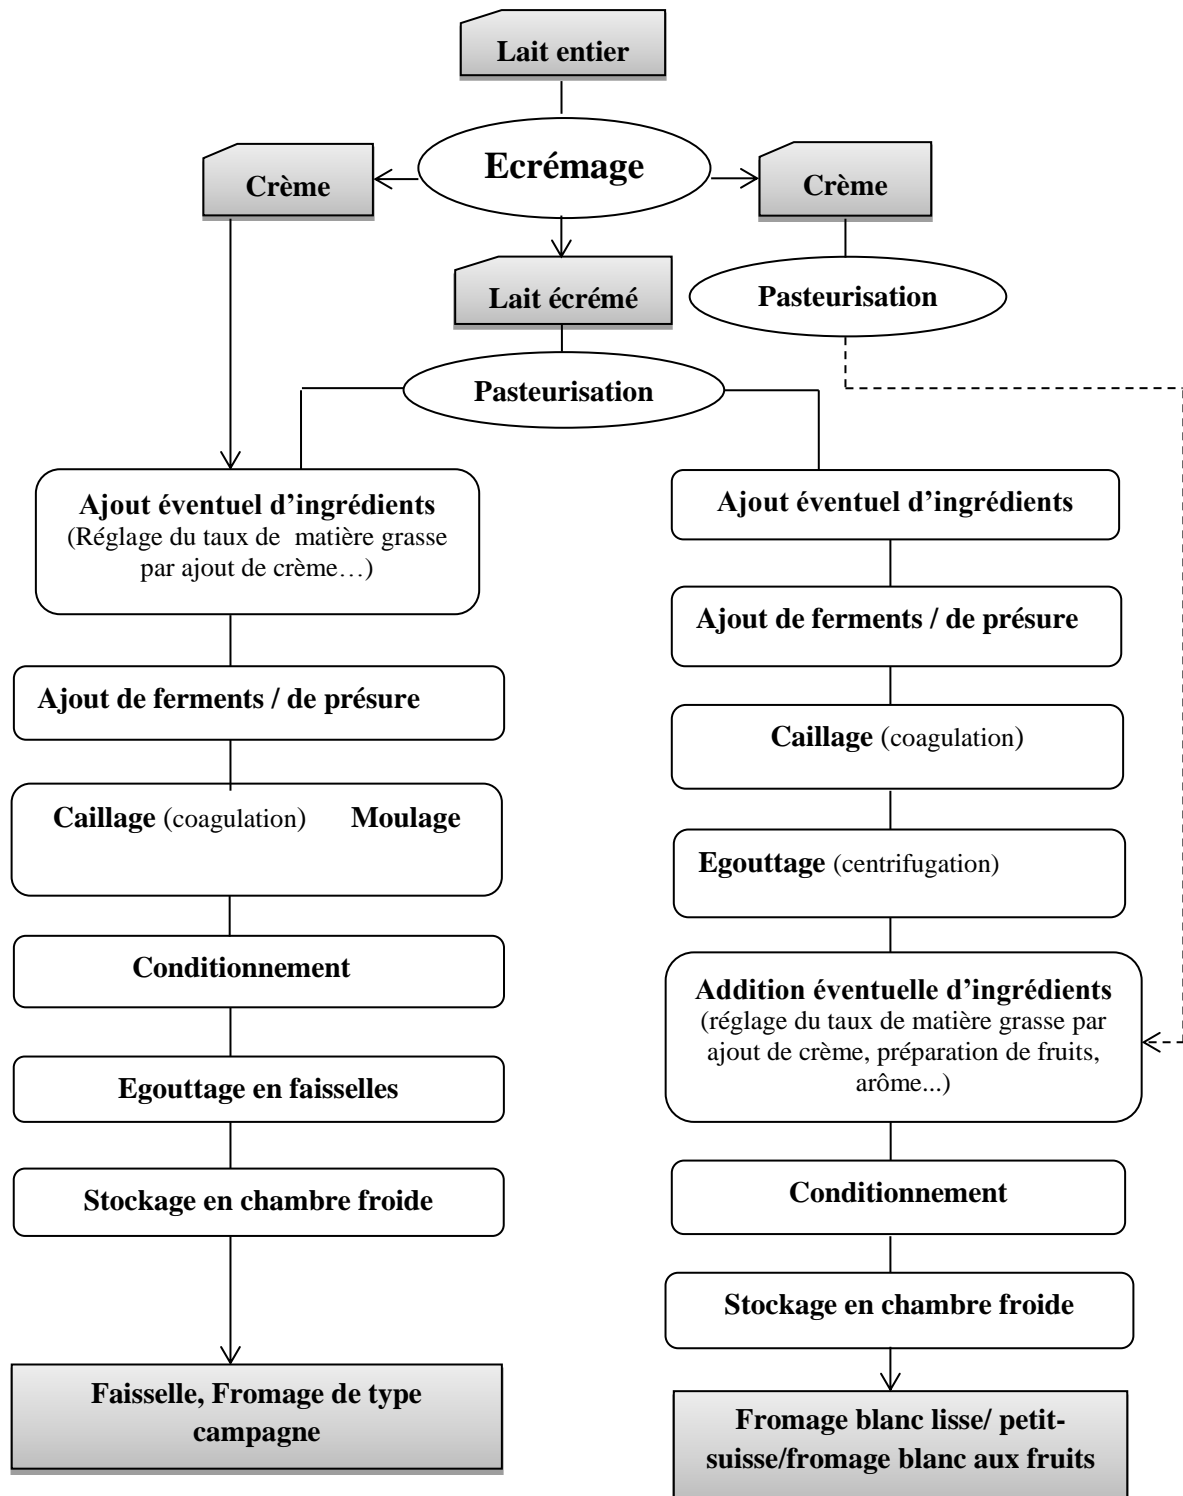 Lait entier
Ecrémage
Crème
Crème
Lait écrémé
Pasteurisation
Pasteurisation
Ajout éventuel d’ingrédients
(Réglage du taux de matière grasse
par ajout de crème…)
Ajout de ferments / de présure
Caillage (coagulation) Moulage
Conditionnement
Egouttage en faisselles
Stockage en chambre froide
Faisselle, Fromage de type
campagne
Ajout éventuel d’ingrédients
Ajout de ferments / de présure
Caillage (coagulation)
Egouttage (centrifugation)
Addition éventuelle d’ingrédients
(réglage du taux de matière grasse par
ajout de crème, préparation de fruits,
arôme...)
Conditionnement
Stockage en chambre froide
Fromage blanc lisse/ petit-
suisse/fromage blanc aux fruits